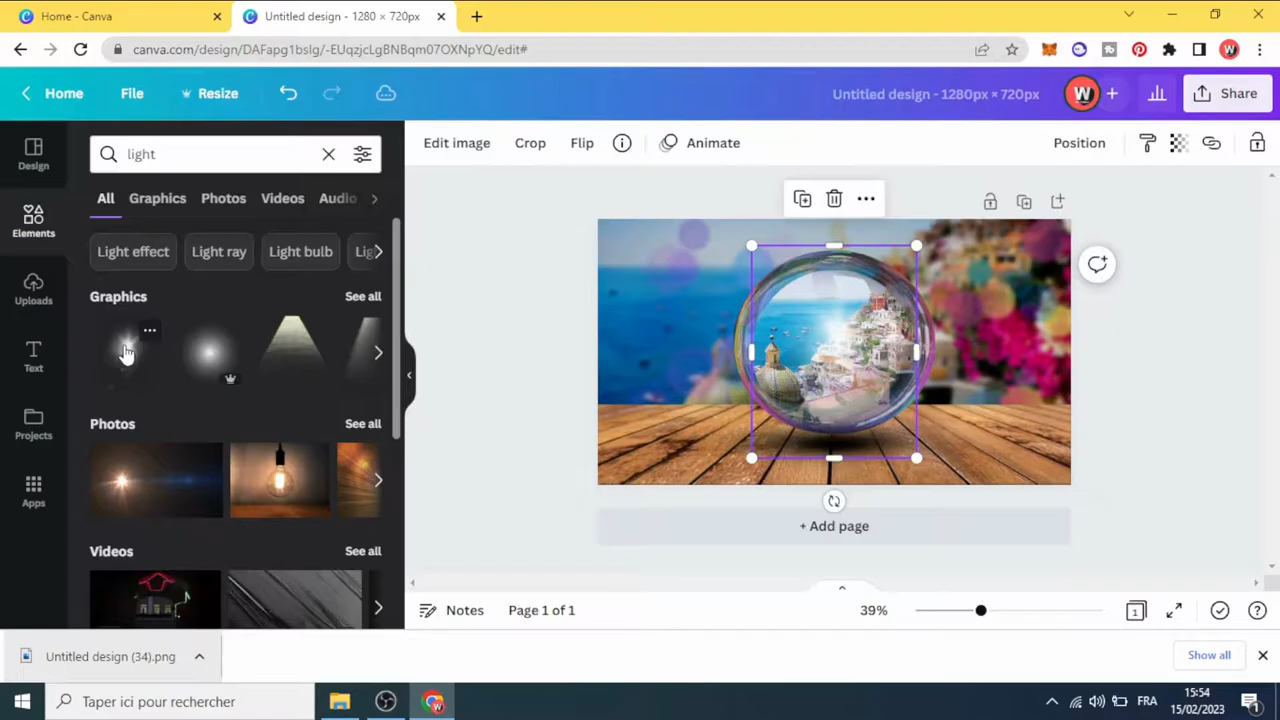 Home - Canva
Untitled design - 1280 × 720px
canva.com/design/DAFapg1bsIg/-EUqzjcLgBNBqm07OXNpYQ/edit#
Home
File
Resize
Untitled design - 1280px × 720px
W
Share
Design
Elements
Uploads
Text
Projects
Apps
light
All
Graphics
Photos
Videos
Audio
Light effect
Light ray
Light bulb
Graphics
See all
Photos
See all
Videos
See all
Edit image
Crop
Flip
Animate
Position
+ Add page
Notes
Page 1 of 1
39%
1
Untitled design (34).png
Show all
Taper ici pour rechercher
FRA
15:54
15/02/2023